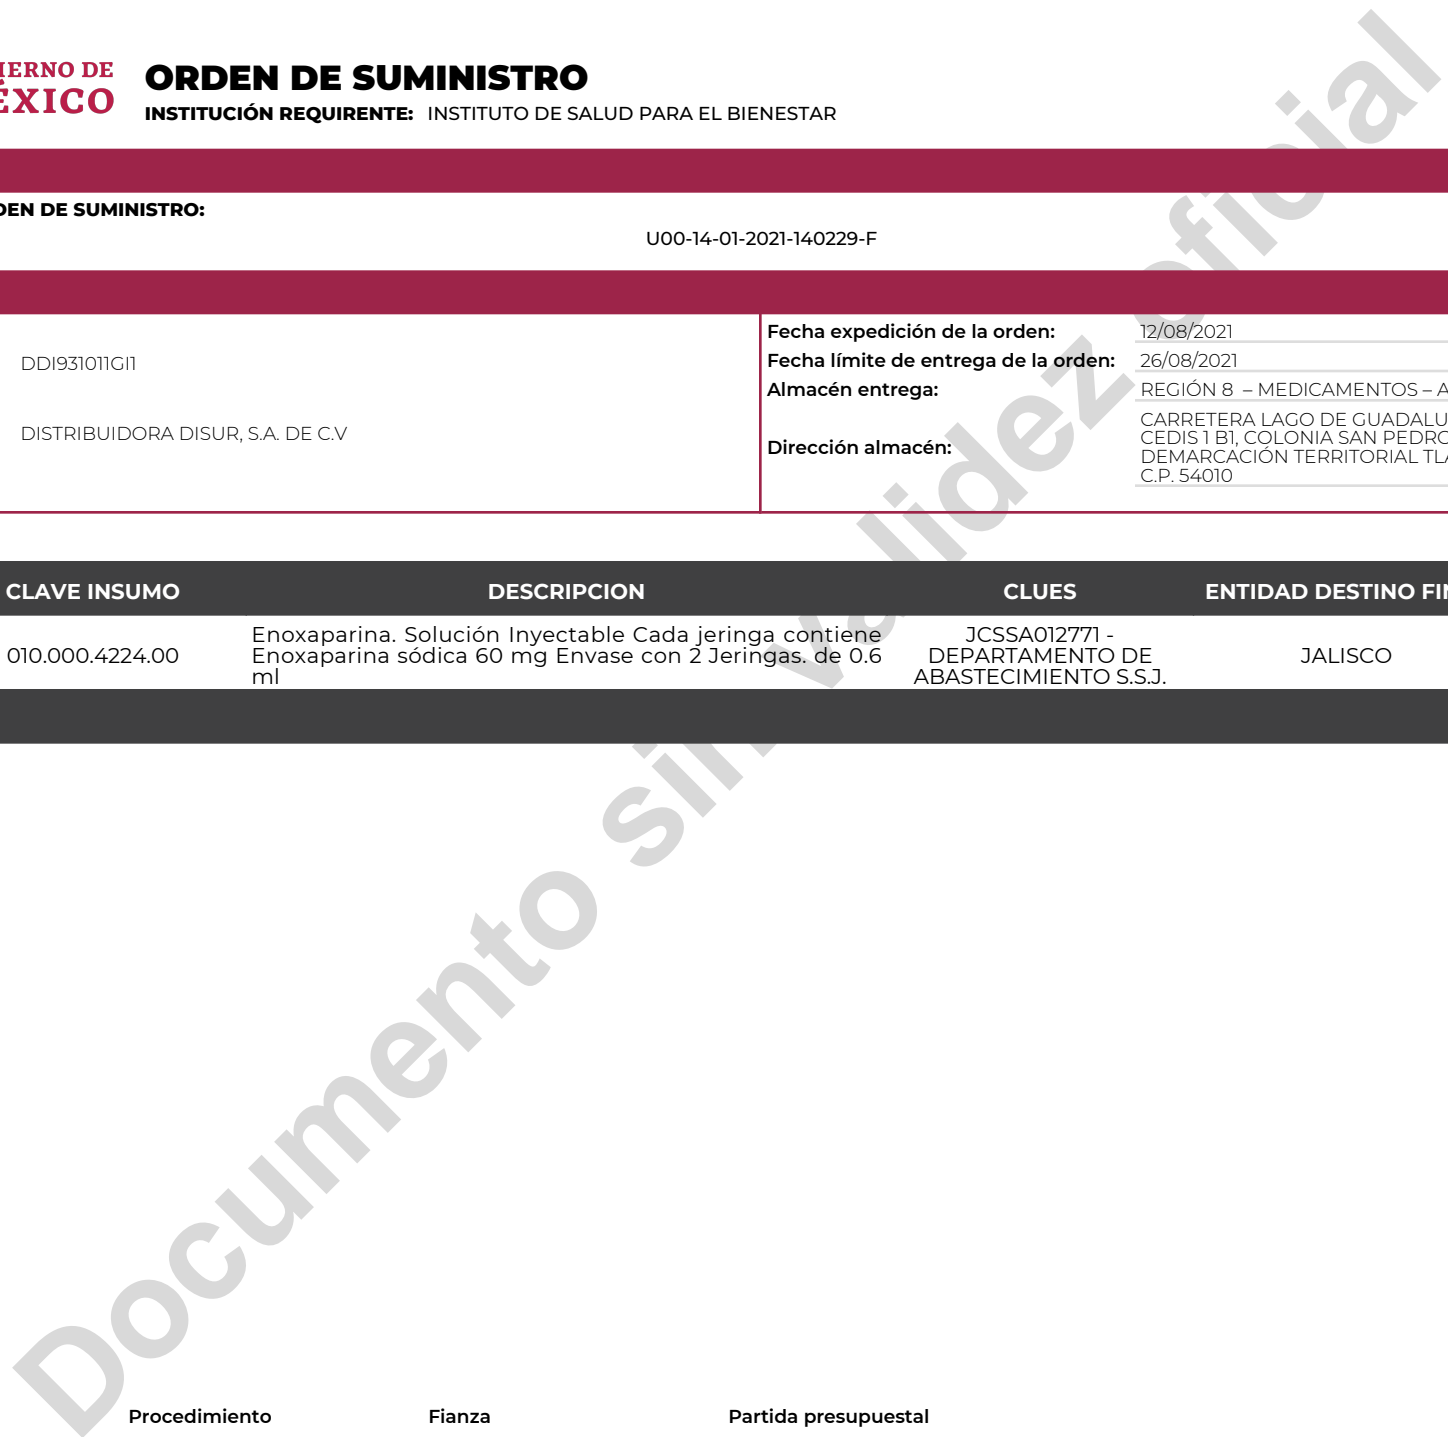 IERNO DE
ÉXICO
ORDEN DE SUMINISTRO
INSTITUCIÓN REQUIRENTE: INSTITUTO DE SALUD PARA EL BIENESTAR
DEN DE SUMINISTRO:
U00-14-01-2021-140229-F
DDI931011GI1
DISTRIBUIDORA DISUR, S.A. DE C.V
Fecha expedición de la orden: 12/08/2021
Fecha límite de entrega de la orden: 26/08/2021
Almacén entrega: REGIÓN 8 – MEDICAMENTOS – A
Dirección almacén:
CARRETERA LAGO DE GUADALU
CEDIS 1 B1, COLONIA SAN PEDRO
DEMARCACIÓN TERRITORIAL TLA
C.P. 54010
CLAVE INSUMO DESCRIPCION CLUES ENTIDAD DESTINO FIN
010.000.4224.00
Enoxaparina. Solución Inyectable Cada jeringa contiene
Enoxaparina sódica 60 mg Envase con 2 Jeringas. de 0.6
ml
JCSSA012771 -
DEPARTAMENTO DE
ABASTECIMIENTO S.S.J.
JALISCO
Documento sin validez oficial
Procedimiento Fianza Partida presupuestal